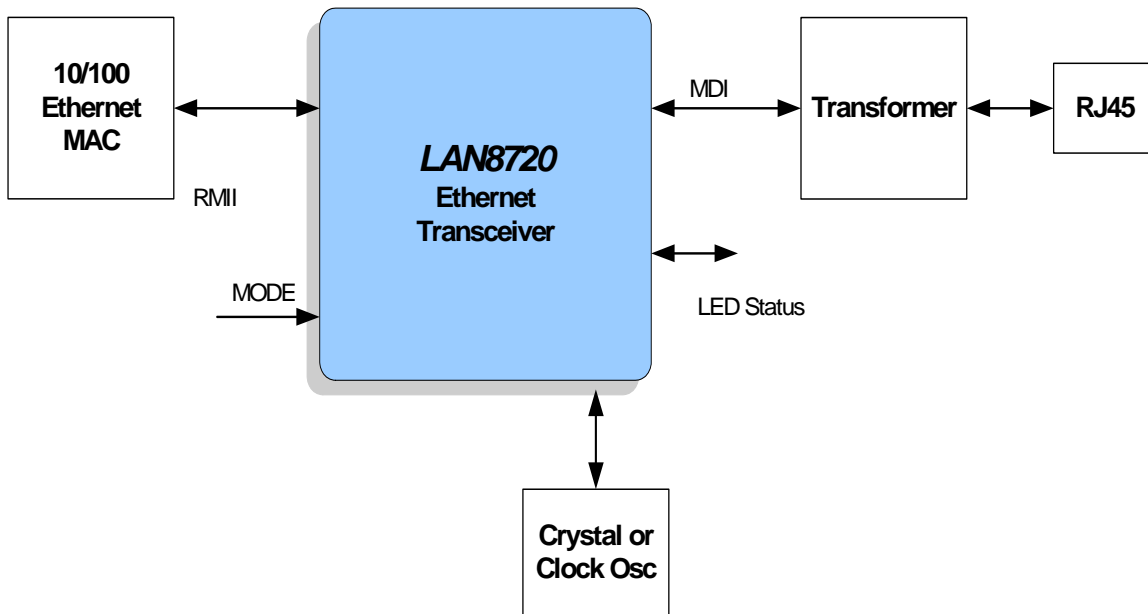 10/100
Ethernet
MAC
RMII
MODE
LAN8720
Ethernet
Transceiver
MDI
Transformer
RJ45
LED Status
Crystal or
Clock Osc